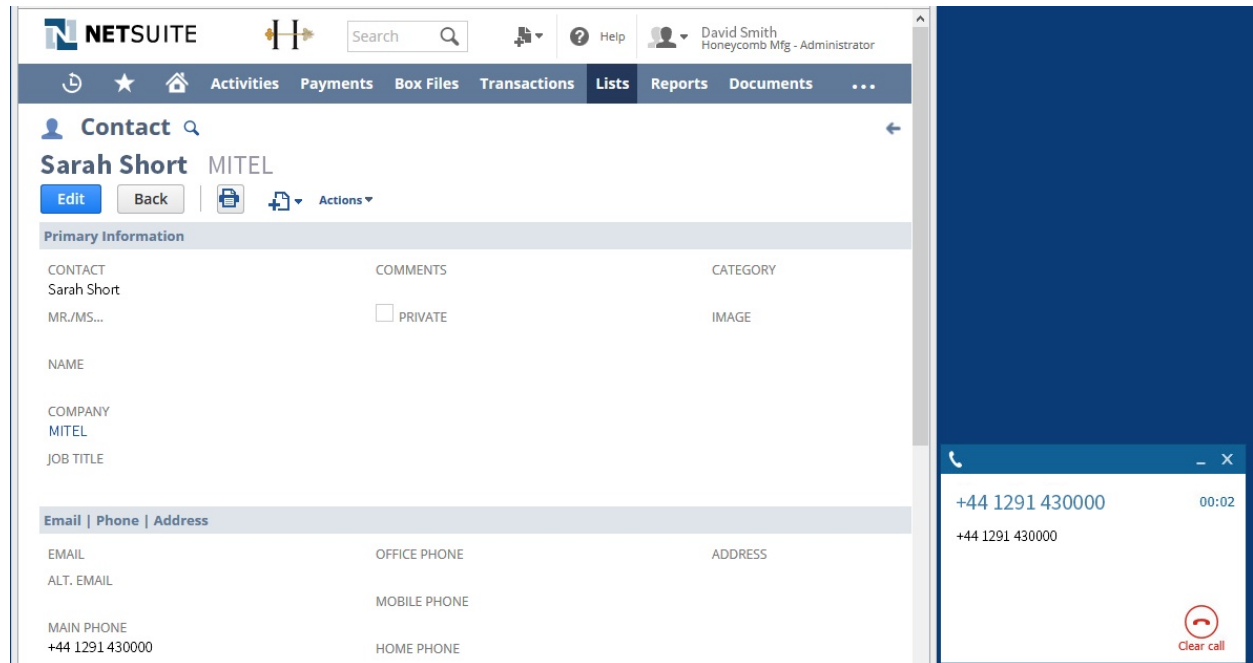 NETSUITE
Search
Help
David Smith
Honeycomb Mfg - Administrator
Activities Payments Box Files Transactions Lists Reports Documents ...
Contact
Sarah Short MITEL
Edit Back Actions
Primary Information
CONTACT COMMENTS CATEGORY
Sarah Short
MR./MS... PRIVATE IMAGE
NAME
COMPANY
MITEL
JOB TITLE
Email | Phone | Address
EMAIL OFFICE PHONE ADDRESS
ALT. EMAIL
MOBILE PHONE
MAIN PHONE
+44 1291 430000 HOME PHONE
+44 1291 430000 00:02
+44 1291 430000
Clear call